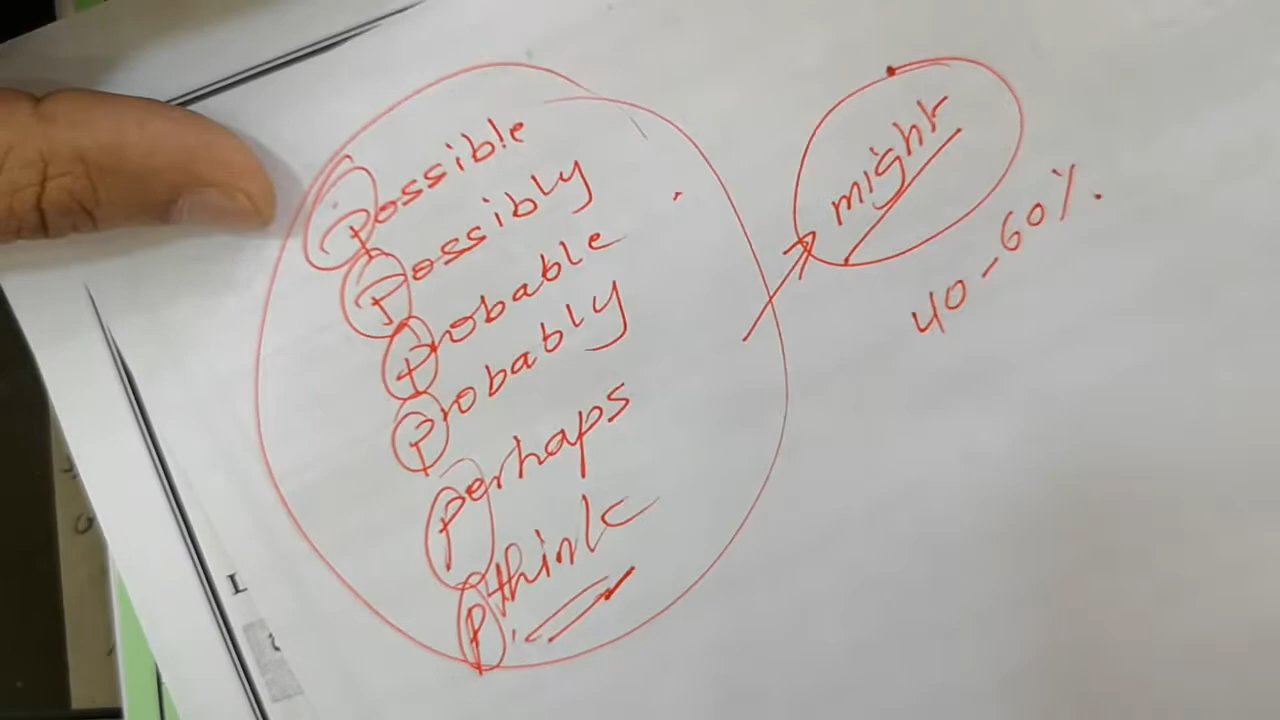 Possible
Possibly
Probable
Probably
Perhaps
P. think
might
40-60%.
L